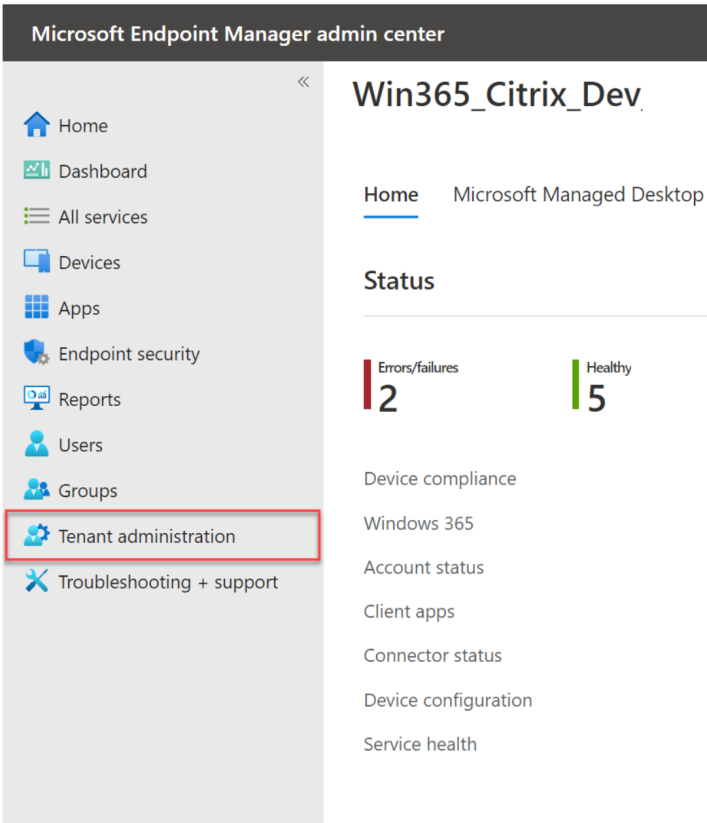 Microsoft Endpoint Manager admin center
«
Home
Dashboard
All services
Devices
Apps
Endpoint security
Reports
Users
Groups
Tenant administration
Troubleshooting + support
Win365_Citrix_Dev
Home Microsoft Managed Desktop
Status
Errors/failures Healthy
2 5
Device compliance
Windows 365
Account status
Client apps
Connector status
Device configuration
Service health